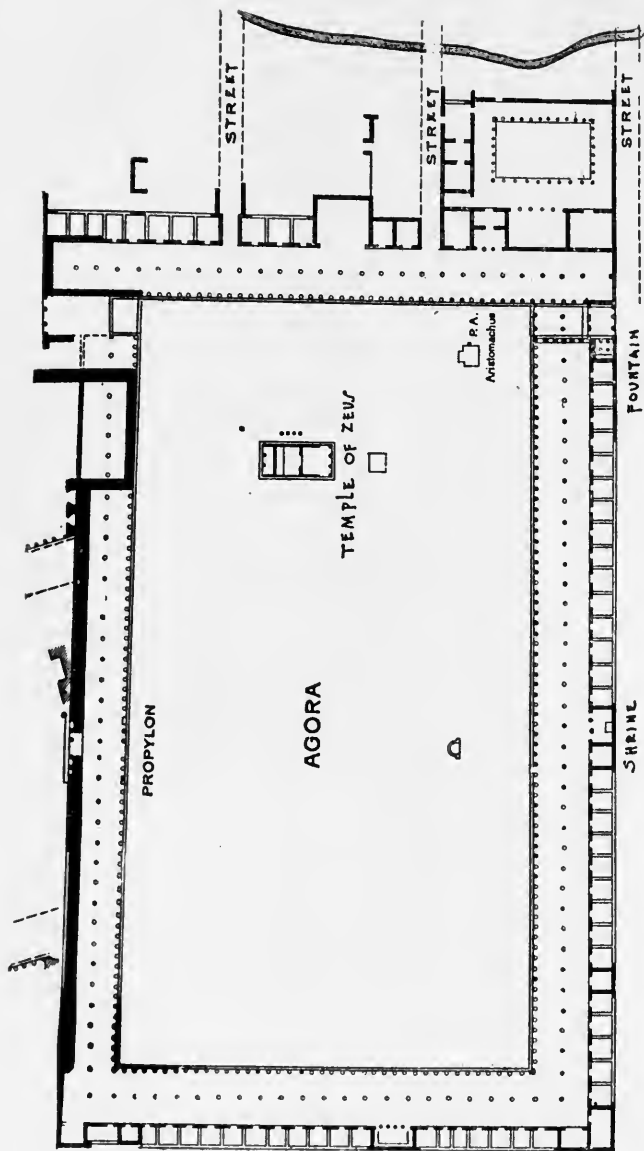 STREET
STREET
STREET
P.A.
Aristomachus
TEMPLE OF ZEUS
FOUNTAIN
PROPYLON
AGORA
SHRINE